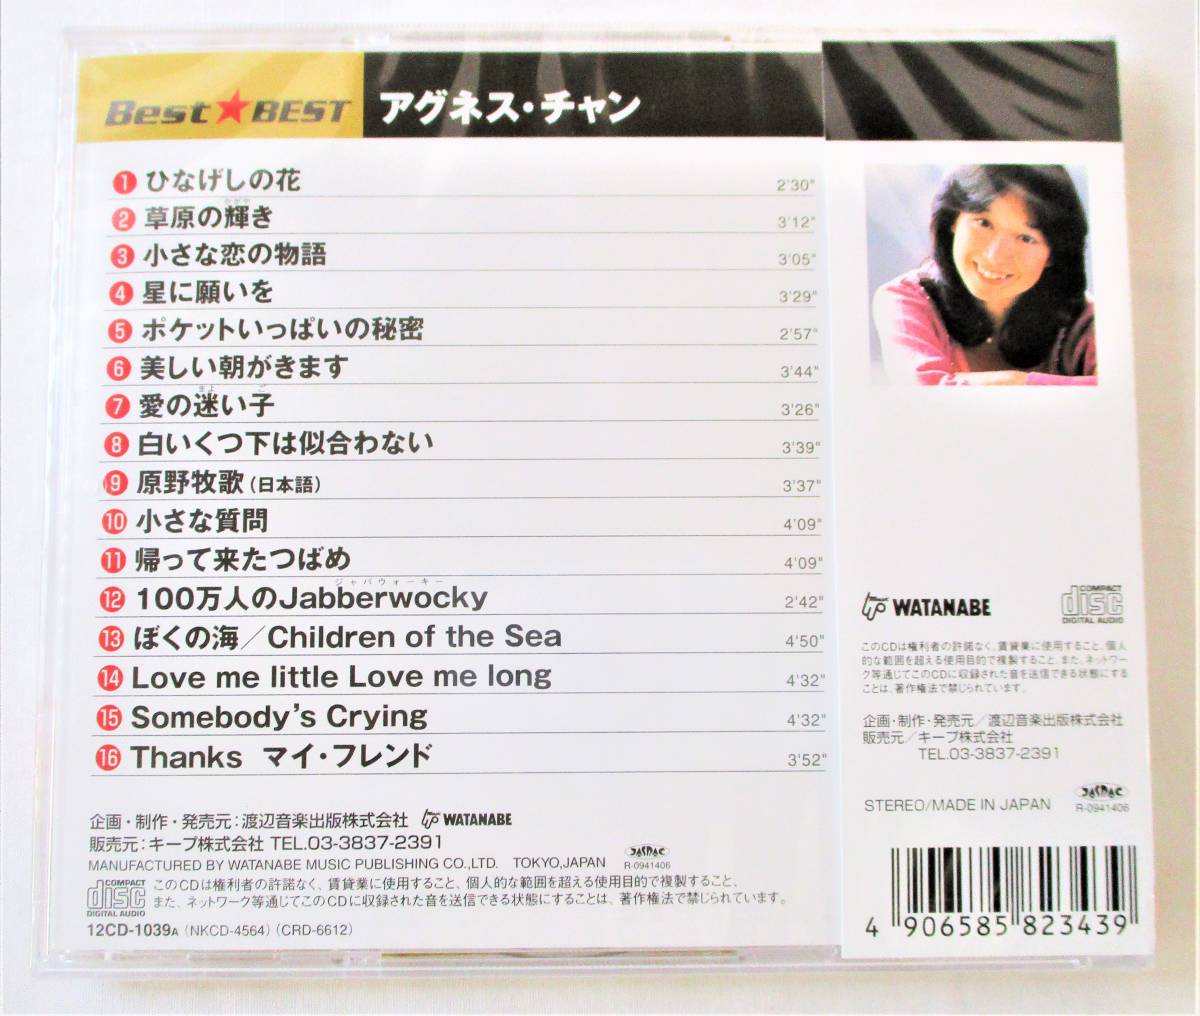 Best★BEST アグネス・チャン
1 ひなげしの花 2'30"
かがや
2 草原の輝き 3'12"
3 小さな恋の物語 3'05"
4 星に願いを 3'29"
5 ポケットいっぱいの秘密 2'57"
6 美しい朝がきます 3'44"
まよ ご
7 愛の迷い子 3'26"
8 白いくつ下は似合わない 3'39"
9 原野牧歌(日本語) 3'37"
10 小さな質問 4'09"
11 帰って来たつばめ 4'09"
ジャバウォーキー
12 100万人のJabberwocky 2'42"
13 ぼくの海/Children of the Sea 4'50"
14 Love me little Love me long 4'32"
15 Somebody's Crying 4'32"
16 Thanks マイ・フレンド 3'52"
企画・制作・発売元:渡辺音楽出版株式会社 WATANABE
販売元:キープ株式会社 TEL.03-3837-2391
MANUFACTURED BY WATANABE MUSIC PUBLISHING CO.,LTD. TOKYO,JAPAN
JASRAC
R-0941406
COMPACT
disc
DIGITAL AUDIO
このCDは権利者の許諾なく、賃貸業に使用すること、個人的な範囲を超える使用目的で複製すること、
また、ネットワーク等通じてこのCDに収録された音を送信できる状態にすることは、著作権法で禁じられています。
12CD-1039A (NKCD-4564) (CRD-6612)
Music WATANABE
COMPACT
disc
DIGITAL AUDIO
このCDは権利者の許諾なく、賃貸業に使用すること、個人
的な範囲を超える使用目的で複製すること、また、ネットワー
ク等通じてこのCDに収録された音を送信できる状態にする
ことは、著作権法で禁じられています。
企画・制作・発売元/渡辺音楽出版株式会社
販売元/キープ株式会社
TEL.03-3837-2391
JASRAC
STEREO/MADE IN JAPAN R-0941406
4 906585 823439